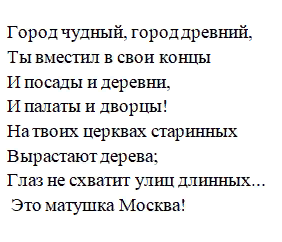 Город чудный, город древний,
Ты вместил в свои концы
И посады и деревни,
И палаты и дворцы!
На твоих церквах старинных
Вырастают дерева;
Глаз не схватит улиц длинных...
Это матушка Москва!